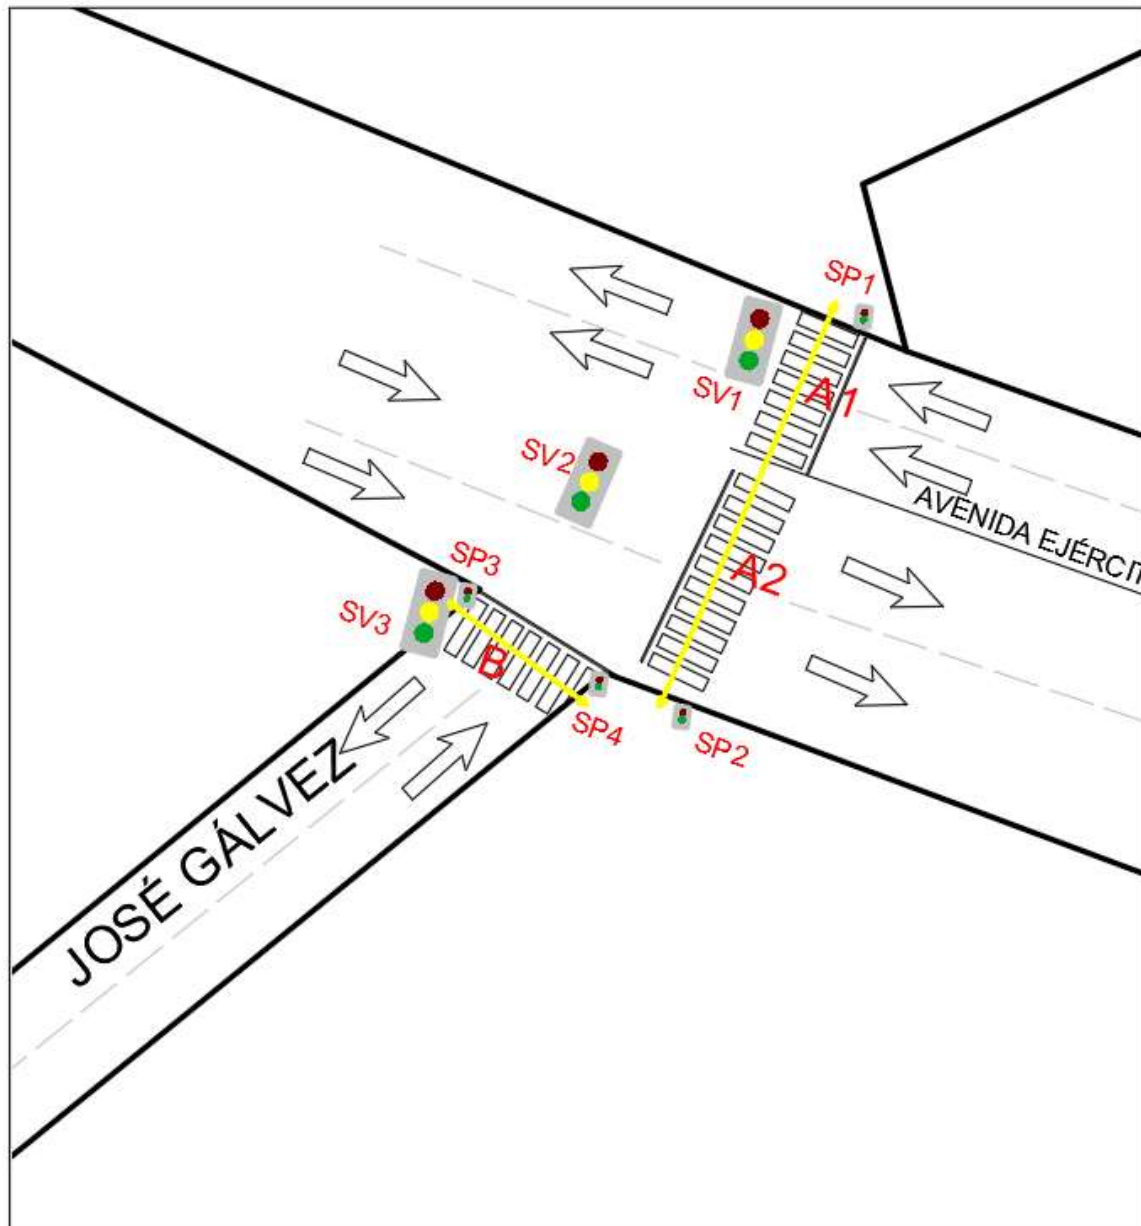 SP1
SV1
A1
SV2
AVENIDA EJÉRCIT
SP3
A2
SV3
B
SP4
SP2
JOSÉ GÁLVEZ